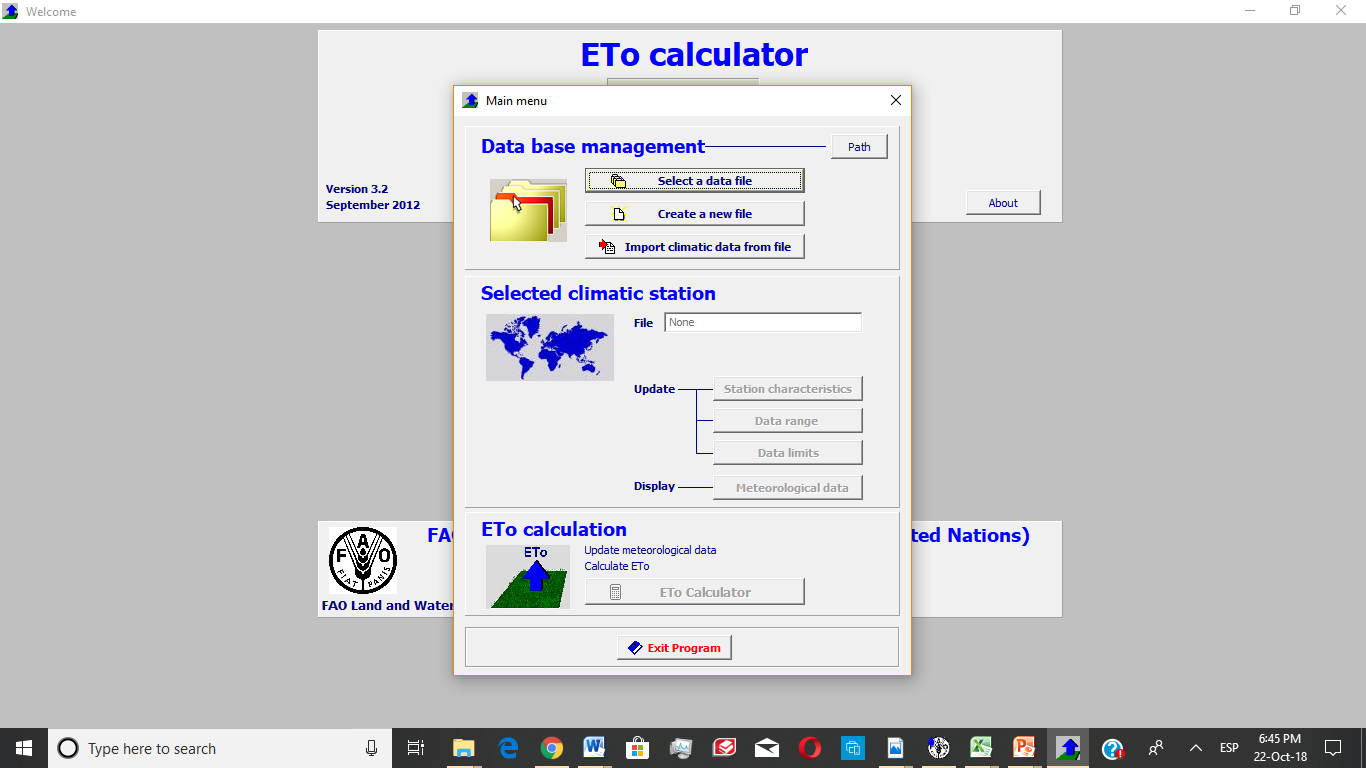 Welcome
ETo calculator
Main menu
Data base management
Path
Select a data file
Version 3.2
Create a new file
September 2012
About
Import climatic data from file
Selected climatic station
File None
Update Station characteristics
Data range
Data limits
Display Meteorological data
ETo calculation
FA
ted Nations)
F A O
FIAT PANIS
ETo
Update meteorological data
Calculate ETo
ETo Calculator
FAO Land and Water
Exit Program
Type here to search
ESP
6:45 PM
22-Oct-18